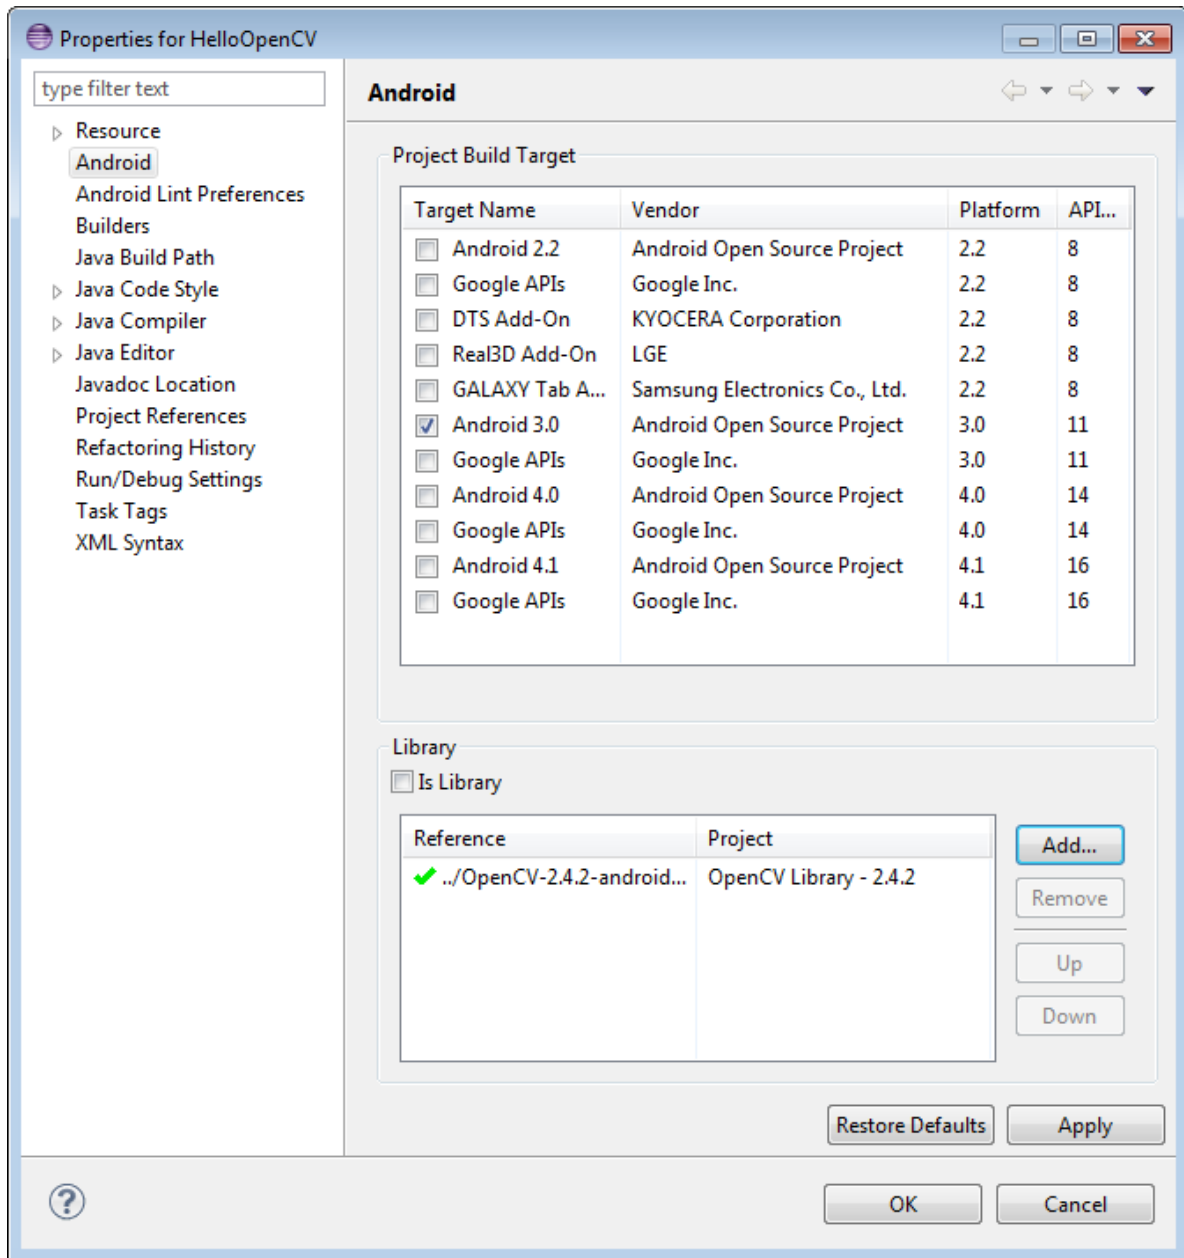 Properties for HelloOpenCV
type filter text
Resource
Android
Android Lint Preferences
Builders
Java Build Path
Java Code Style
Java Compiler
Java Editor
Javadoc Location
Project References
Refactoring History
Run/Debug Settings
Task Tags
XML Syntax
Android
Project Build Target
Target Name Vendor Platform API...
Android 2.2 Android Open Source Project 2.2 8
Google APIs Google Inc. 2.2 8
DTS Add-On KYOCERA Corporation 2.2 8
Real3D Add-On LGE 2.2 8
GALAXY Tab A... Samsung Electronics Co., Ltd. 2.2 8
Android 3.0 Android Open Source Project 3.0 11
Google APIs Google Inc. 3.0 11
Android 4.0 Android Open Source Project 4.0 14
Google APIs Google Inc. 4.0 14
Android 4.1 Android Open Source Project 4.1 16
Google APIs Google Inc. 4.1 16
Library
Is Library
Reference Project
../OpenCV-2.4.2-android... OpenCV Library - 2.4.2
Add...
Remove
Up
Down
Restore Defaults Apply
? OK Cancel